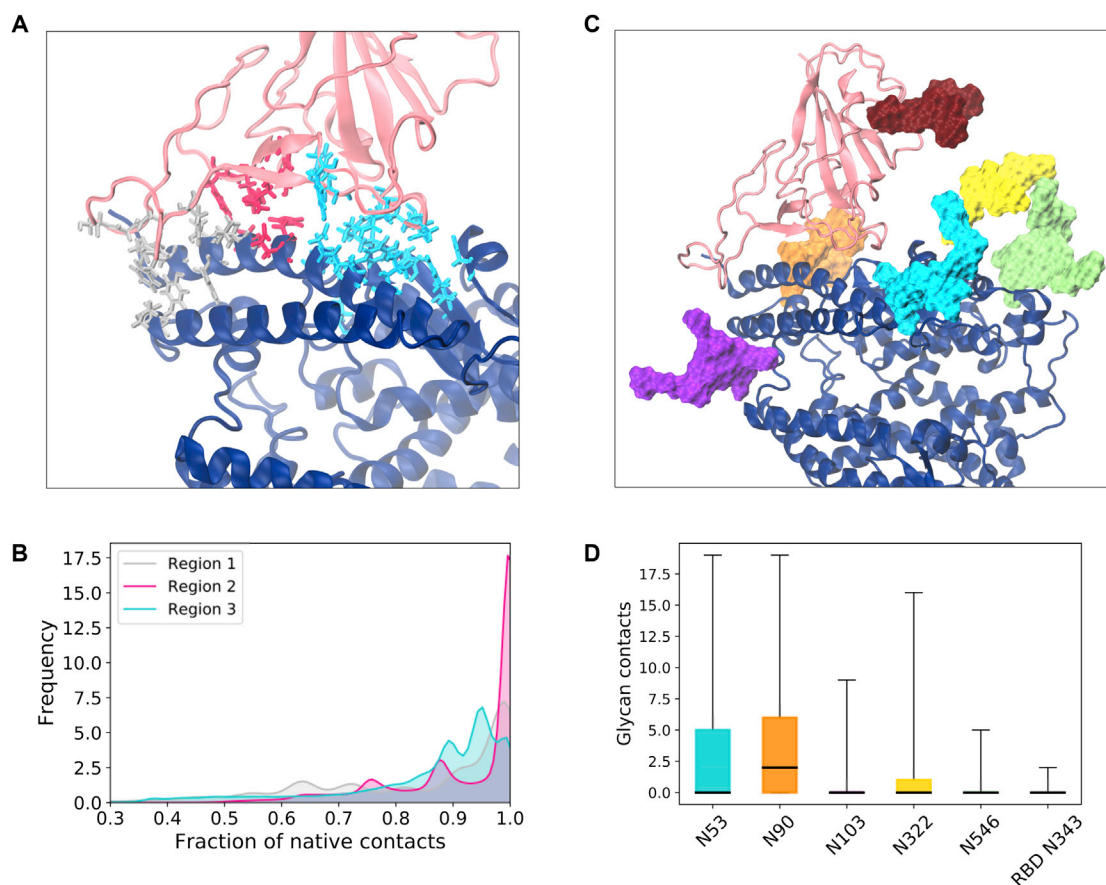 A
B
17.5
15.0
12.5
10.0
7.5
5.0
2.5
0.0
Frequency
Region 1
Region 2
Region 3
0.3 0.4 0.5 0.6 0.7 0.8 0.9 1.0
Fraction of native contacts
C
D
17.5
15.0
12.5
10.0
7.5
5.0
2.5
0.0
Glycan contacts
N53 N90 N103 N322 N546 RBD N343